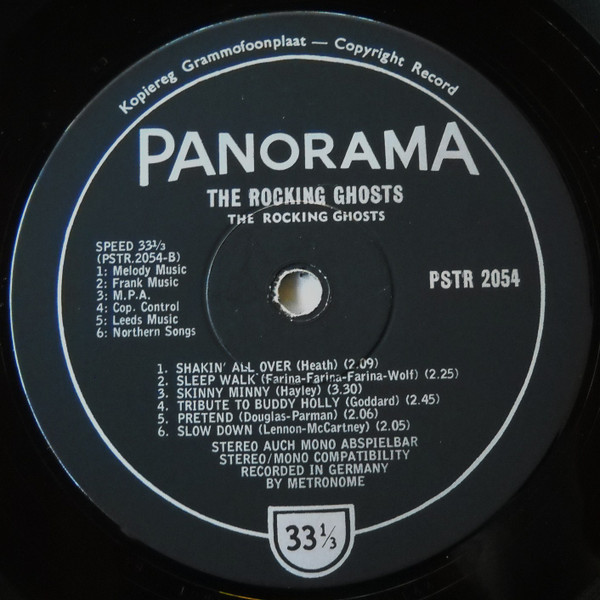 Kopiereg Grammofoonplaat — Copyright Record
PANORAMA
THE ROCKING GHOSTS
THE ROCKING GHOSTS
SPEED 33⅓
(PSTR.2054-B)
1: Melody Music
2: Frank Music
3: M.P.A.
4: Cop. Control
5: Leeds Music
6: Northern Songs
PSTR 2054
1. SHAKIN' ALL OVER (Heath) (2.09)
2. SLEEP WALK (Farina-Farina-Farina-Wolf) (2.25)
3. SKINNY MINNY (Hayley) (3.30)
4. TRIBUTE TO BUDDY HOLLY (Goddard) (2.45)
5. PRETEND (Douglas-Parman) (2.06)
6. SLOW DOWN (Lennon-McCartney) (2.05)
STEREO AUCH MONO ABSPIELBAR
STEREO/MONO COMPATIBILITY
RECORDED IN GERMANY
BY METRONOME
33⅓